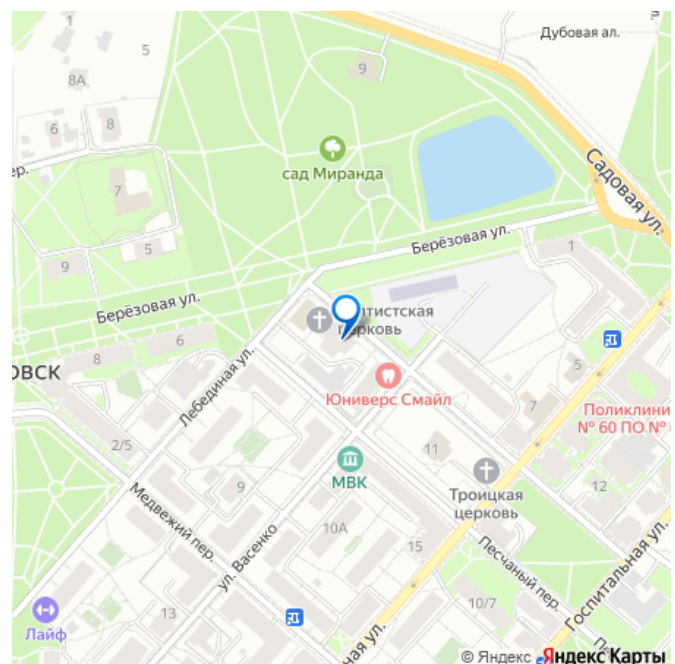 1
5
8А
Дубовая ал.
9
6
8
сад Миранда
Садовая ул.
ер.
7
5
Берёзовая ул.
1
9
Берёзовая ул.
8
6
овск
Лебединая ул.
Юниверс Смайл
5
7
Поликлини
№ 60 ПО №
2/5
11
9
МВК
Троицкая
церковь
12
Медвежий пер.
ул. Васенко
10А
15
Песчаный пер.
Госпитальная ул.
10/7
13
Лайф
ая ул.
© Яндекс Яндекс Карты